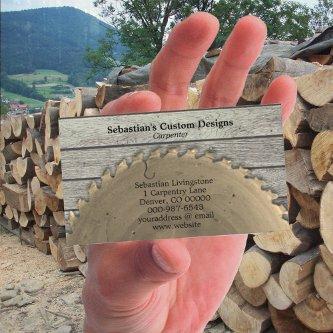 Sebastian's Custom Designs
Carpenter
Sebastian Livingstone
1 Carpentry Lane
Denver, CO 00000
000-987-6543
youraddress @ email
www.website